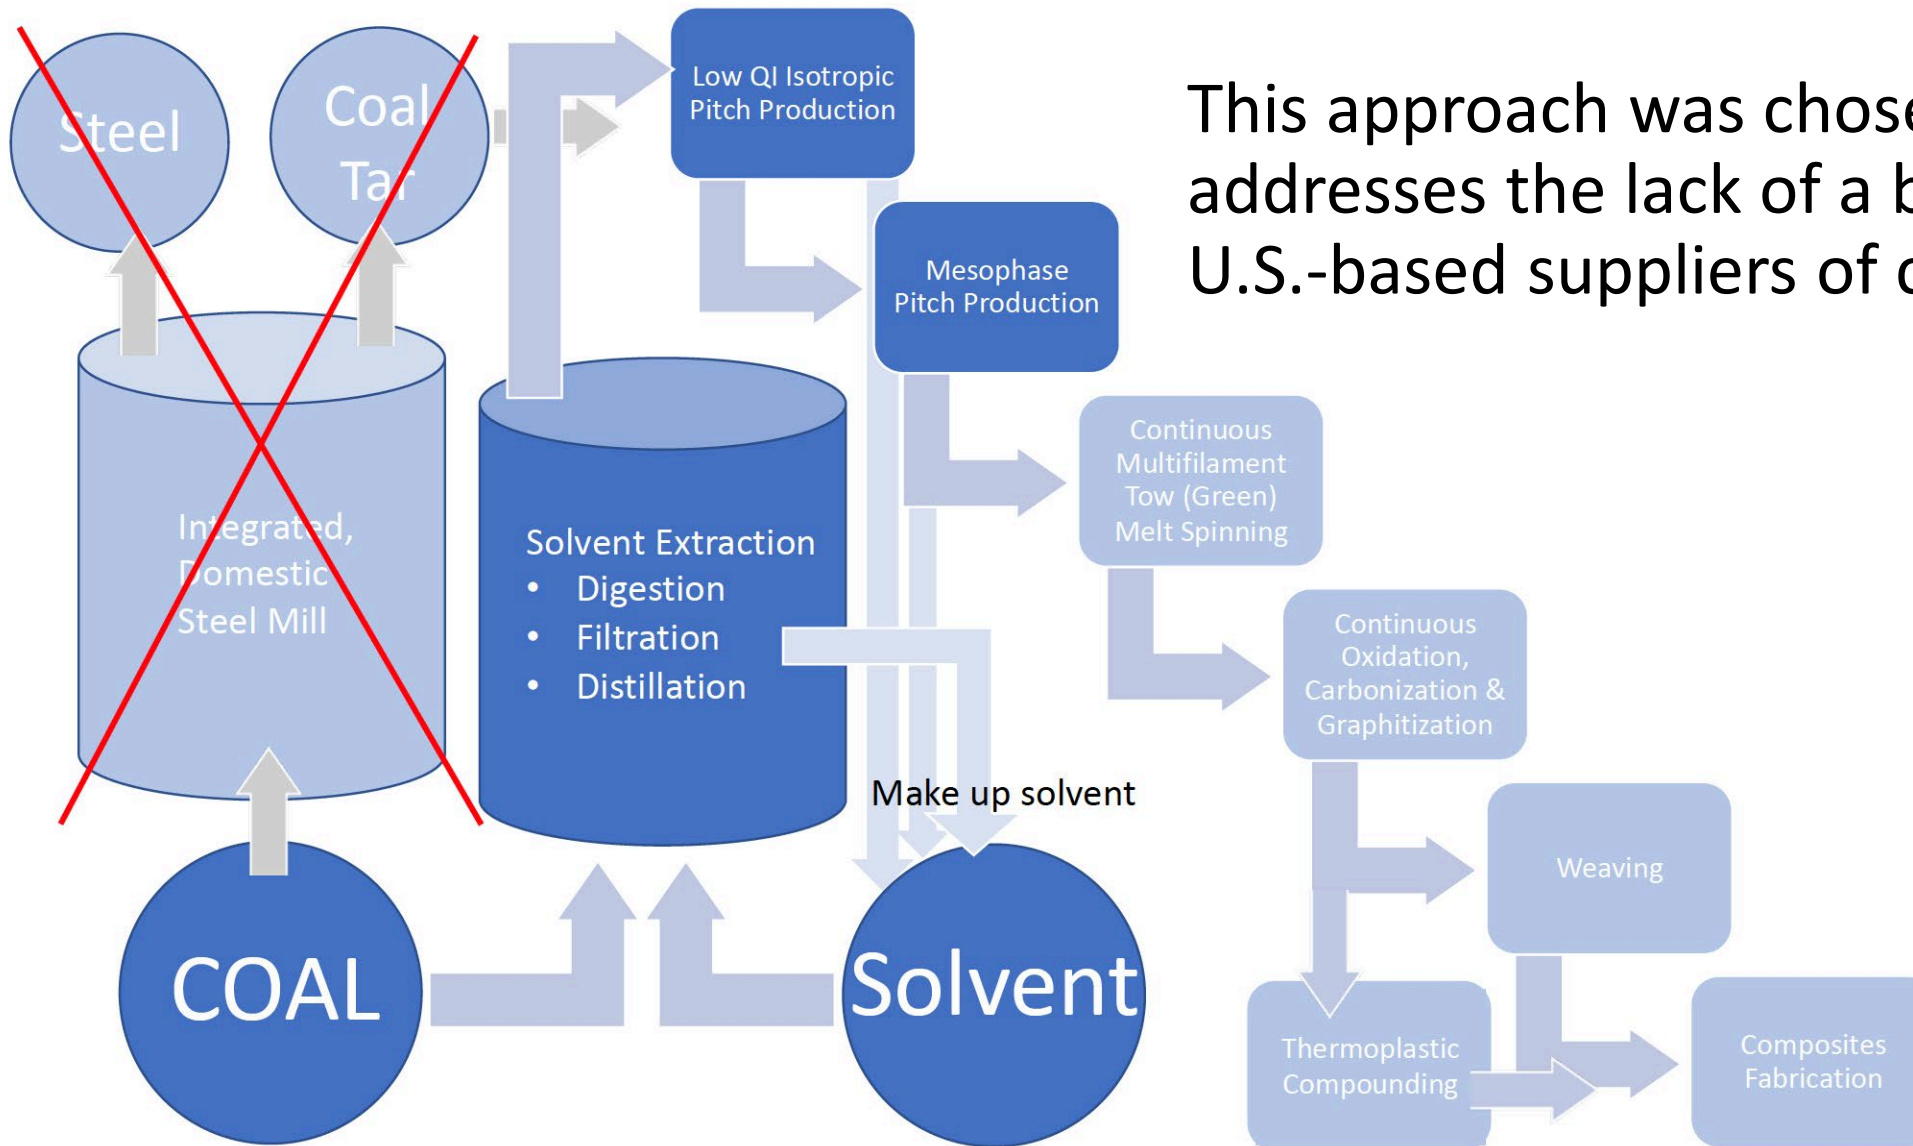 Steel
Coal
Tar
Low QI Isotropic
Pitch Production
This approach was
addresses the lack of a
U.S.-based suppliers of
Mesophase
Pitch Production
Integrated,
Domestic
Steel Mill
Solvent Extraction
• Digestion
• Filtration
• Distillation
Continuous
Multifilament
Tow (Green)
Melt Spinning
Continuous
Oxidation,
Carbonization &
Graphitization
Make up solvent
Weaving
COAL
Solvent
Thermoplastic
Compounding
Composites
Fabrication